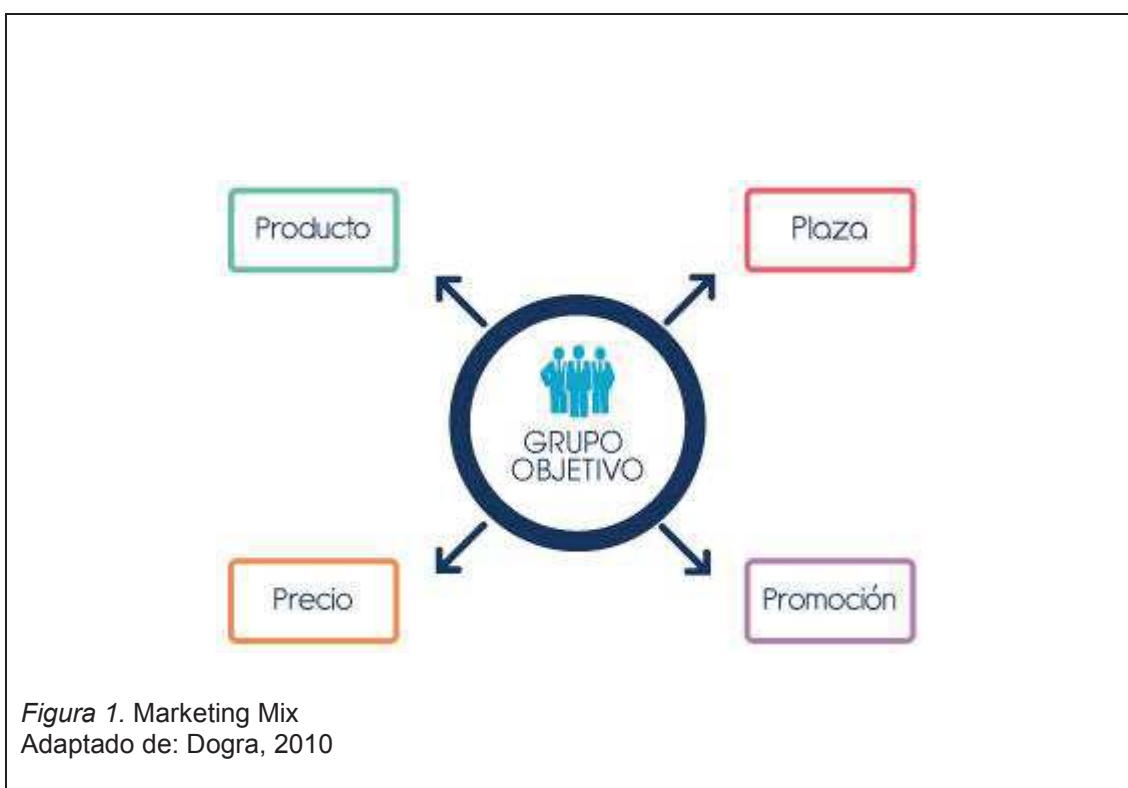 Producto
Plaza
GRUPO
OBJETIVO
Precio
Promoción
Figura 1. Marketing Mix
Adaptado de: Dogra, 2010